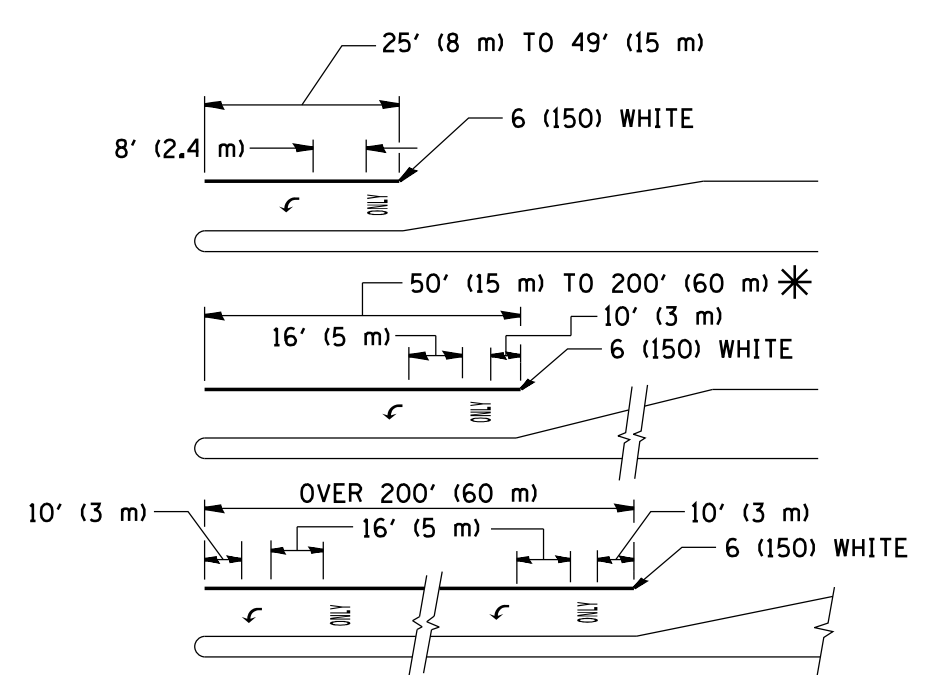 25' (8 m) TO 49' (15 m)
6 (150) WHITE
8' (2.4 m)
ONLY
50' (15 m) TO 200' (60 m)✳
10' (3 m)
16' (5 m)
6 (150) WHITE
ONLY
OVER 200' (60 m)
10' (3 m)
10' (3 m)
16' (5 m)
6 (150) WHITE
ONLY
ONLY